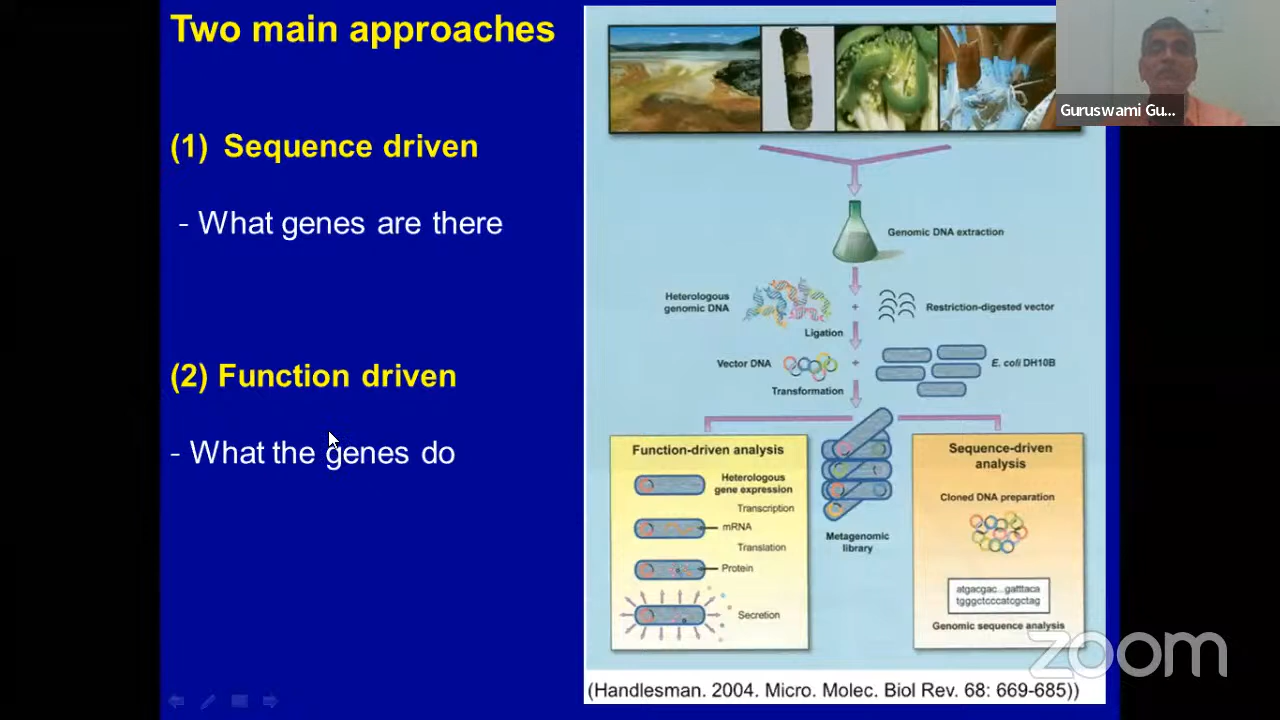 Two main approaches
(1) Sequence driven
- What genes are there
(2) Function driven
- What the genes do
Guruswami Gu...
Genomic DNA extraction
Heterologous
genomic DNA
+
Restriction-digested vector
Ligation
Vector DNA
+
E. coli DH10B
Transformation
Function-driven analysis
Heterologous
gene expression
Transcription
mRNA
Translation
Protein
Secretion
Metagenomic
library
Sequence-driven
analysis
Cloned DNA preparation
atgacgac...gatttaca
tgggctcccatcgctag
Genomic sequence analysis
zoom
(Handlesman. 2004. Micro. Molec. Biol Rev. 68: 669-685))